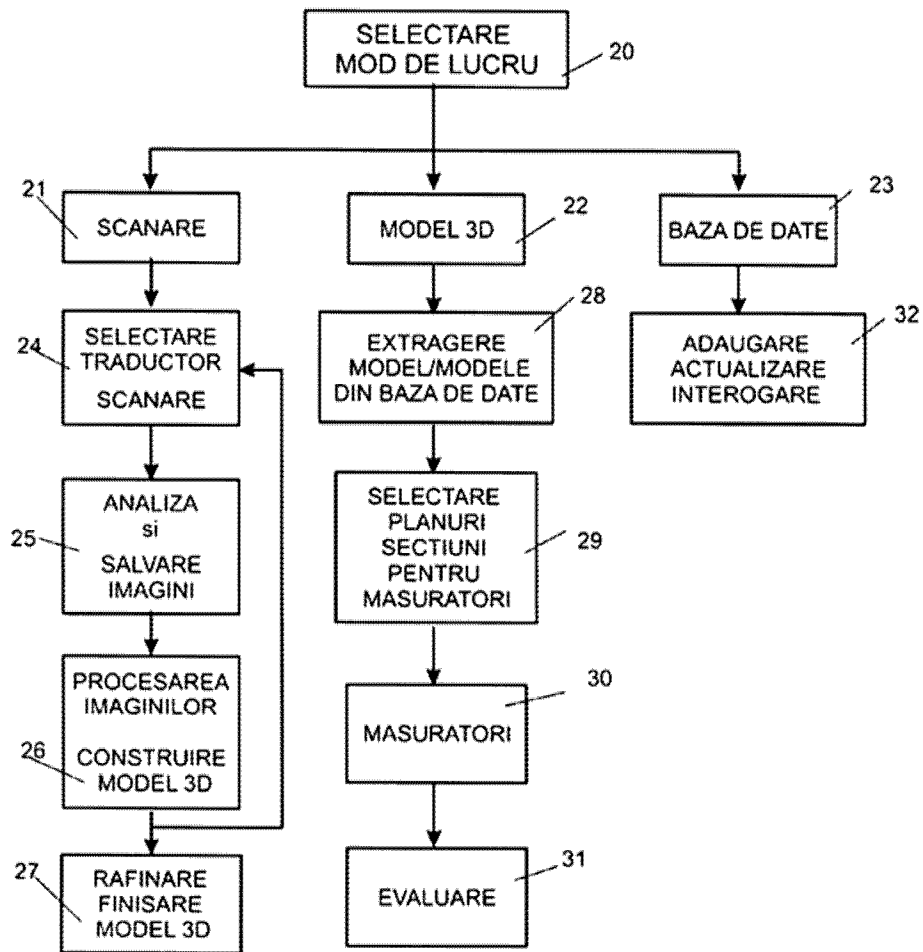 SELECTARE
MOD DE LUCRU
20
21
SCANARE
22
MODEL 3D
23
BAZA DE DATE
24
SELECTARE
TRADUCTOR
SCANARE
28
EXTRAGERE
MODEL/MODELE
DIN BAZA DE DATE
32
ADAUGARE
ACTUALIZARE
INTEROGARE
25
ANALIZA
si
SALVARE
IMAGINI
29
SELECTARE
PLANURI
SECTIUNI
PENTRU
MASURATORI
26
PROCESAREA
IMAGINILOR
CONSTRUIRE
MODEL 3D
30
MASURATORI
27
RAFINARE
FINISARE
MODEL 3D
31
EVALUARE